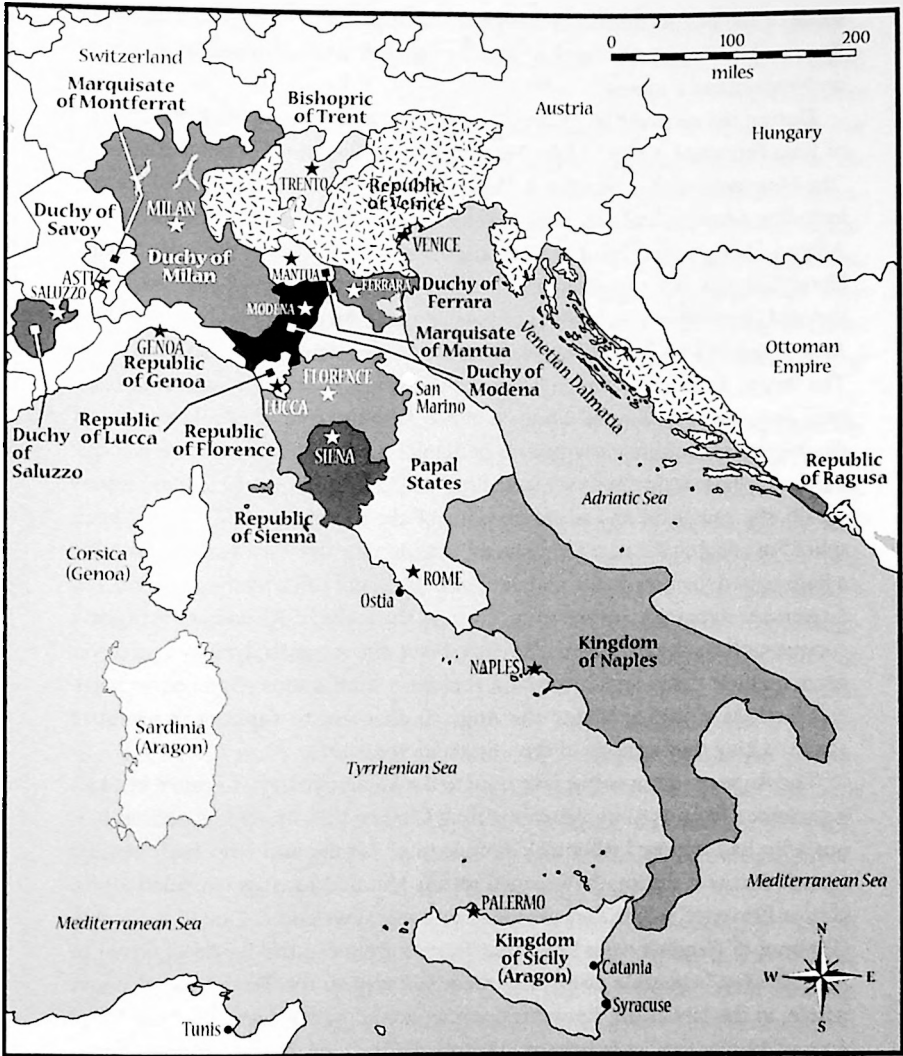 0 100 200
miles
Switzerland
Marquisate
of Montferrat
Bishopric
of Trent
Austria
Hungary
TRENTO
Republic
of Venice
Duchy of
Savoy
MILAN
VENICE
Duchy of
Milan
MANTUA
ASTI
SALUZZO
FERRARA
Duchy of
Ferrara
MODENA
Marquisate
of Mantua
Venetian Dalmatia
Ottoman
Empire
GENOA
Republic
of Genoa
Duchy of
Modena
FLORENCE
San
Marino
LUCCA
Republic
of Lucca
Republic
of Florence
Duchy
of
Saluzzo
SIENA
Papal
States
Republic
of Ragusa
Adriatic Sea
Republic
of Sienna
Corsica
(Genoa)
ROME
Ostia
Kingdom
of Naples
NAPLES
Sardinia
(Aragon)
Tyrrhenian Sea
Mediterranean Sea
PALERMO
Mediterranean Sea
Kingdom
of Sicily
(Aragon)
Catania
Syracuse
Tunis
N
W E
S